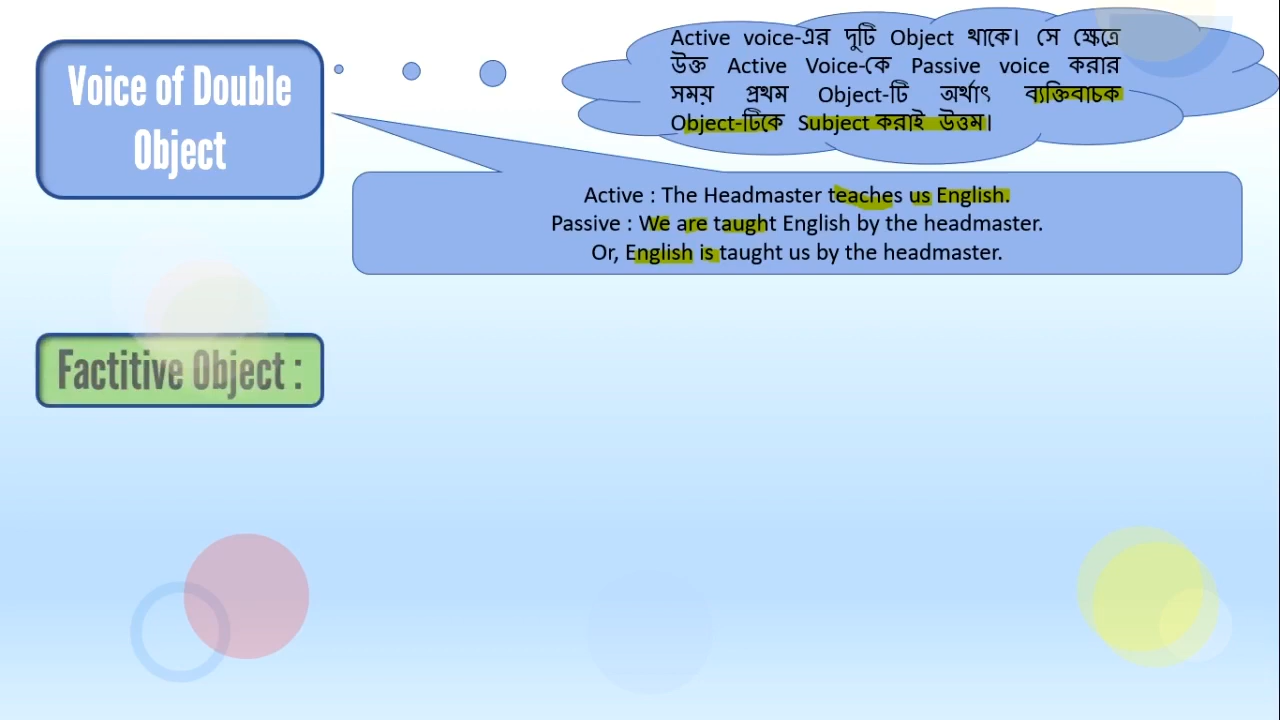 Voice of Double
Object
Active voice-এর দুটি Object থাকে। সে ক্ষেত্রে
উক্ত Active Voice-কে Passive voice করার
সময় প্রথম Object-টি অর্থাৎ ব্যক্তিবাচক
Object-টিকে Subject করাই উত্তম।
Active : The Headmaster teaches us English.
Passive : We are taught English by the headmaster.
Or, English is taught us by the headmaster.
Factitive Object :